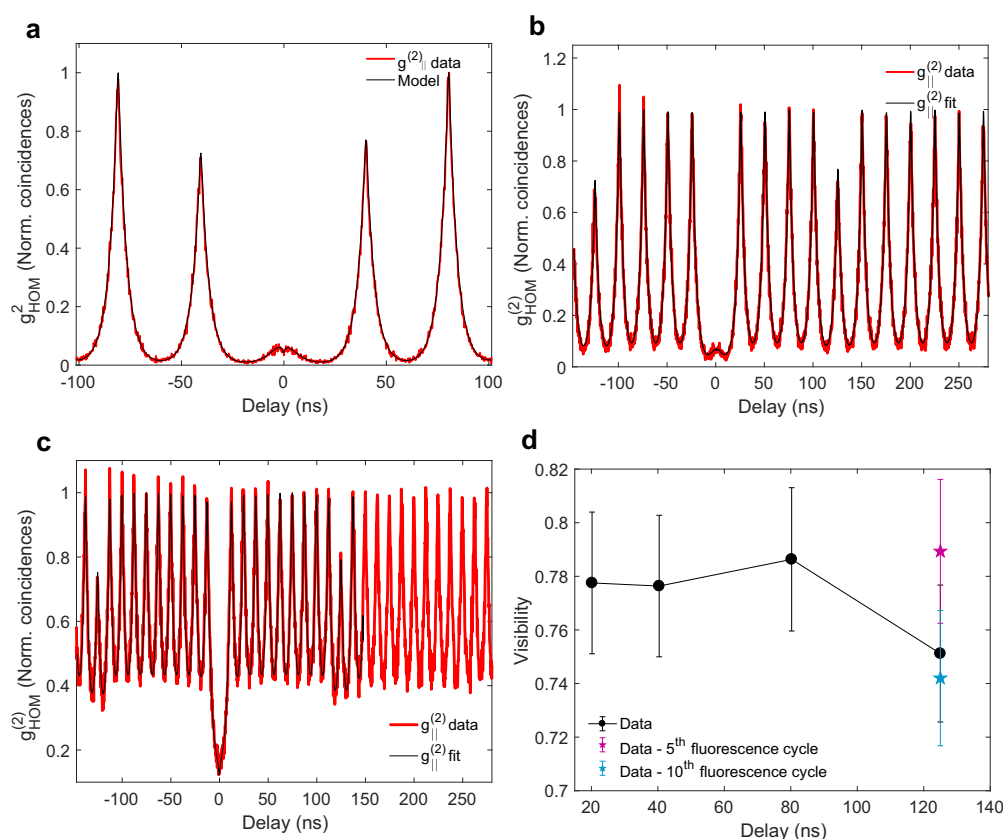 a
g(2)|| data
Model
1
0.8
0.6
0.4
0.2
0
-100 -50 0 50 100
Delay (ns)
g2HOM (Norm. coincidences)
b
g(2)|| data
g(2)|| fit
1.2
1
0.8
0.6
0.4
0.2
0
-100 -50 0 50 100 150 200 250
Delay (ns)
g(2)HOM (Norm. coincidences)
c
1
0.8
0.6
0.4
0.2
g(2)|| data
g(2)|| fit
-100 -50 0 50 100 150 200 250
Delay (ns)
g(2)HOM (Norm. coincidences)
d
0.82
0.8
0.78
0.76
0.74
0.72
0.7
Data
Data - 5th fluorescence cycle
Data - 10th fluorescence cycle
20 40 60 80 100 120 140
Delay (ns)
Visibility